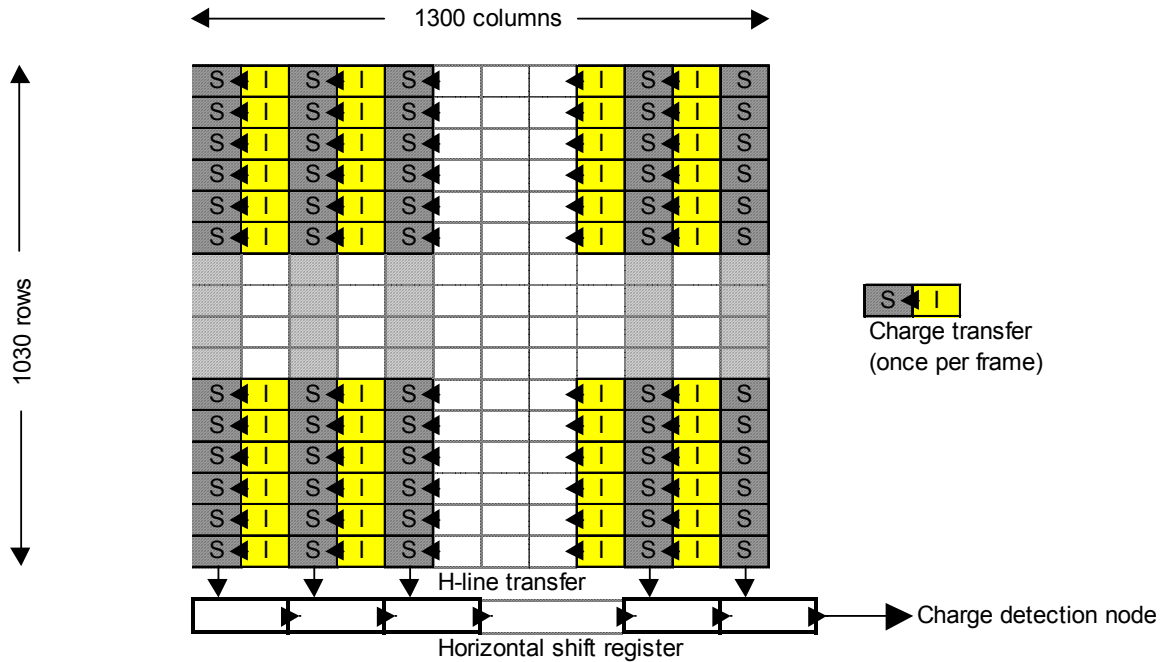 1300 columns
1030 rows
S I S I S I S I S
S I S I S I S I S
S I S I S I S I S
S I S I S I S I S
S I S I S I S I S
S I S I S I S I S
S I
Charge transfer
(once per frame)
S I S I S I S I S
S I S I S I S I S
S I S I S I S I S
S I S I S I S I S
S I S I S I S I S
S I S I S I S I S
H-line transfer
Charge detection node
Horizontal shift register